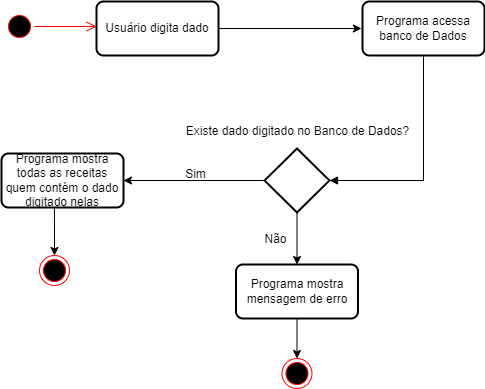 Usuário digita dado
Programa acessa
banco de Dados
Existe dado digitado no Banco de Dados?
Sim
Programa mostra
todas as receitas
quem contém o dado
digitado nelas
Não
Programa mostra
mensagem de erro